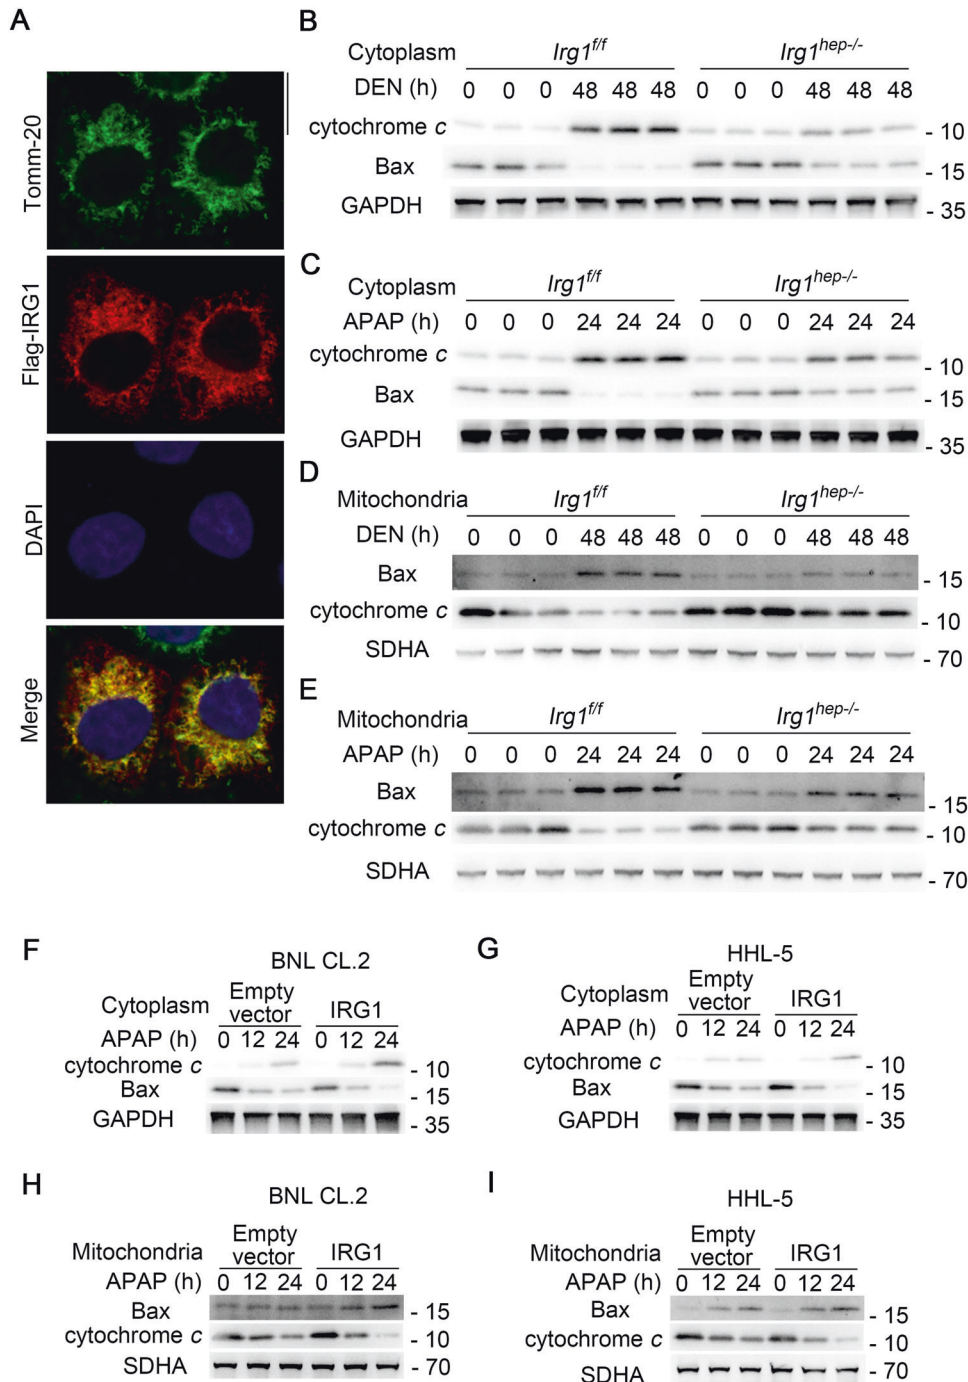 A
Tomm-20
Flag-IRG1
DAPI
Merge
B
Cytoplasm Irg1f/f Irg1hep-/-
DEN (h) 0 0 0 48 48 48 0 0 0 48 48 48
cytochrome c - 10
Bax - 15
GAPDH - 35
C
Cytoplasm Irg1f/f Irg1hep-/-
APAP (h) 0 0 0 24 24 24 0 0 0 24 24 24
cytochrome c - 10
Bax - 15
GAPDH - 35
D
Mitochondria Irg1f/f Irg1hep-/-
DEN (h) 0 0 0 48 48 48 0 0 0 48 48 48
Bax - 15
cytochrome c - 10
SDHA - 70
E
Mitochondria Irg1f/f Irg1hep-/-
APAP (h) 0 0 0 24 24 24 0 0 0 24 24 24
Bax - 15
cytochrome c - 10
SDHA - 70
F
BNL CL.2
Cytoplasm Empty vector IRG1
APAP (h) 0 12 24 0 12 24
cytochrome c - 10
Bax - 15
GAPDH - 35
G
HHL-5
Cytoplasm Empty vector IRG1
APAP (h) 0 12 24 0 12 24
cytochrome c - 10
Bax - 15
GAPDH - 35
H
BNL CL.2
Mitochondria Empty vector IRG1
APAP (h) 0 12 24 0 12 24
Bax - 15
cytochrome c - 10
SDHA - 70
I
HHL-5
Mitochondria Empty vector IRG1
APAP (h) 0 12 24 0 12 24
Bax - 15
cytochrome c - 10
SDHA - 70